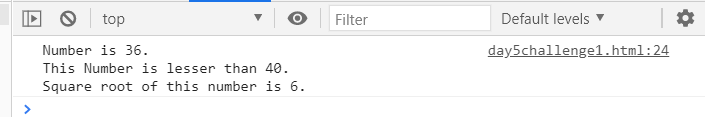 top Filter Default levels
Number is 36. day5challenge1.html:24
This Number is lesser than 40.
Square root of this number is 6.